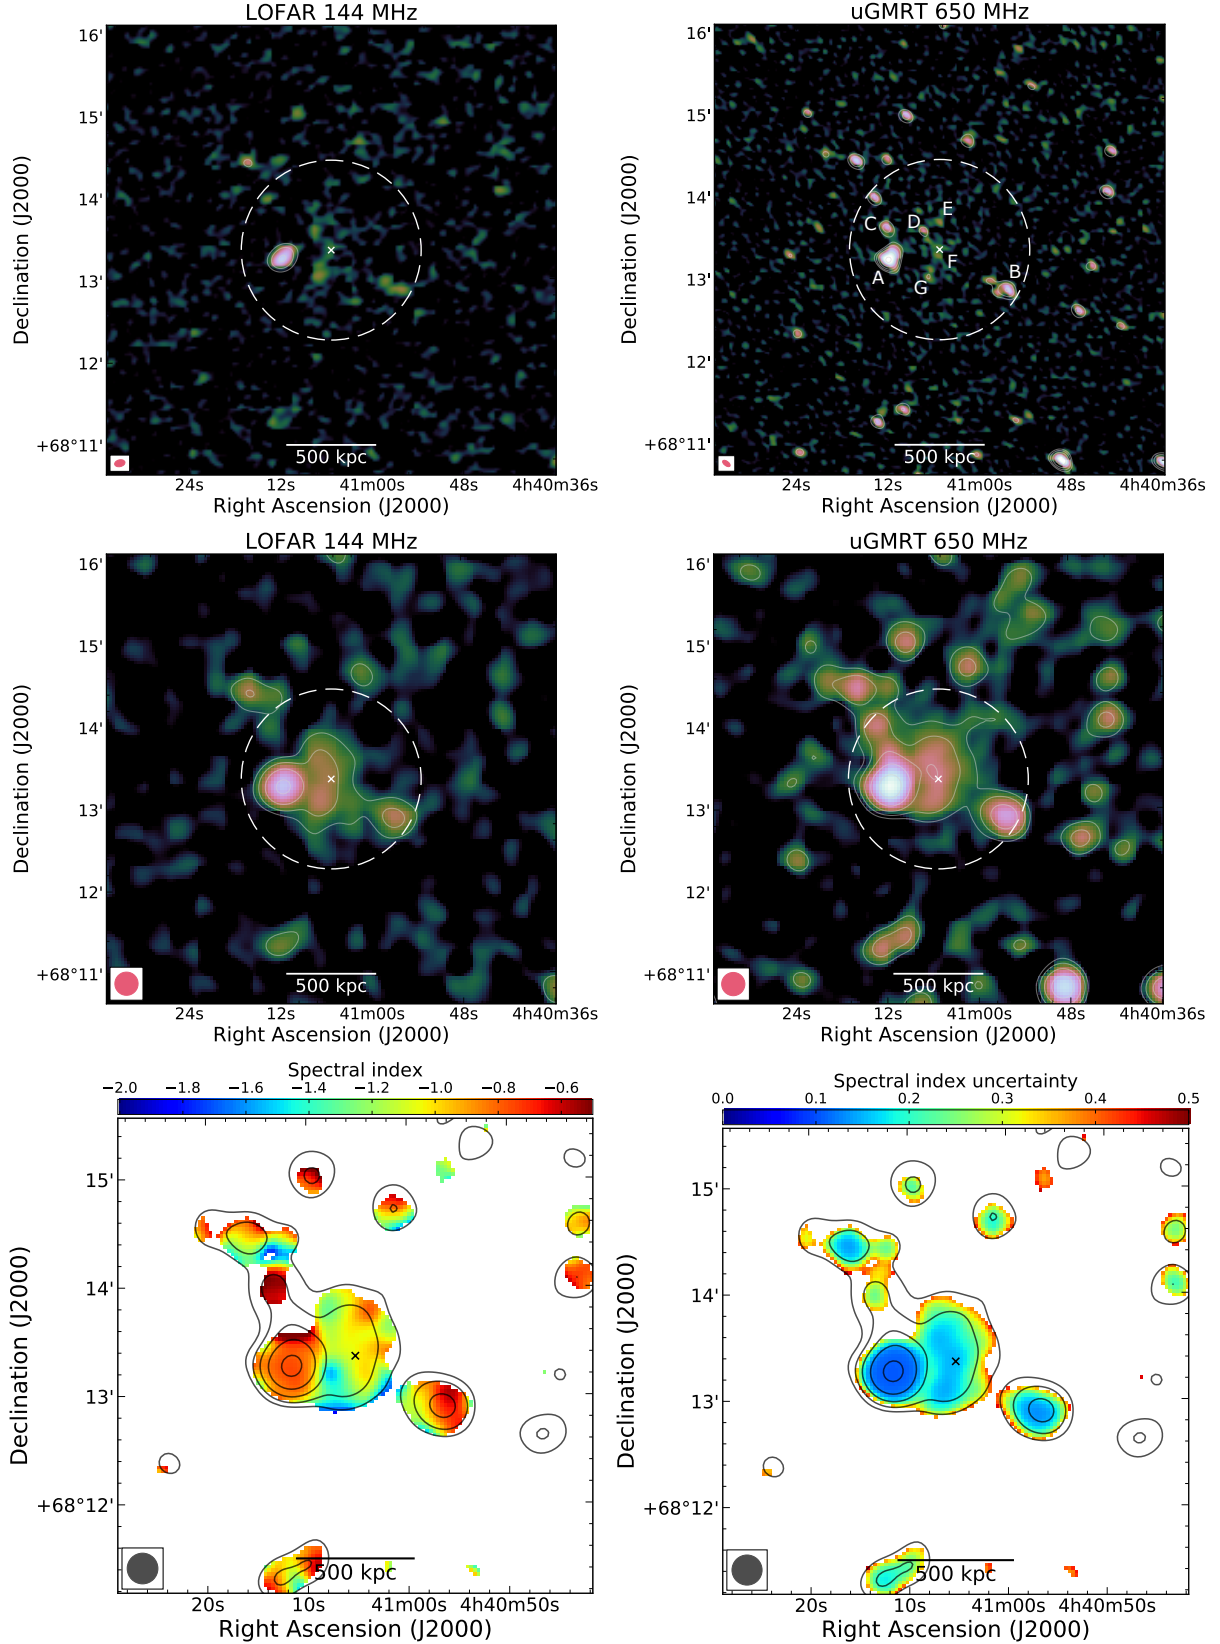 LOFAR 144 MHz
16'
15'
14'
13'
12'
+68°11'
Declination (J2000)
500 kpc
24s 12s 41m00s 48s 4h40m36s
Right Ascension (J2000)
uGMRT 650 MHz
16'
15'
14'
13'
12'
+68°11'
Declination (J2000)
E
C D
F
A B
G
500 kpc
24s 12s 41m00s 48s 4h40m36s
Right Ascension (J2000)
LOFAR 144 MHz
16'
15'
14'
13'
12'
+68°11'
Declination (J2000)
500 kpc
24s 12s 41m00s 48s 4h40m36s
Right Ascension (J2000)
uGMRT 650 MHz
16'
15'
14'
13'
12'
+68°11'
Declination (J2000)
500 kpc
24s 12s 41m00s 48s 4h40m36s
Right Ascension (J2000)
Spectral index
−2.0 −1.8 −1.6 −1.4 −1.2 −1.0 −0.8 −0.6
15'
14'
13'
+68°12'
Declination (J2000)
500 kpc
20s 10s 41m00s 4h40m50s
Right Ascension (J2000)
Spectral index uncertainty
0.0 0.1 0.2 0.3 0.4 0.5
15'
14'
13'
+68°12'
Declination (J2000)
500 kpc
20s 10s 41m00s 4h40m50s
Right Ascension (J2000)